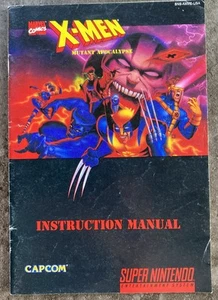 MARVEL
COMICS
X-MEN
MUTANT APOCALYPSE
INSTRUCTION MANUAL
CAPCOM
SUPER NINTENDO
ENTERTAINMENT SYSTEM